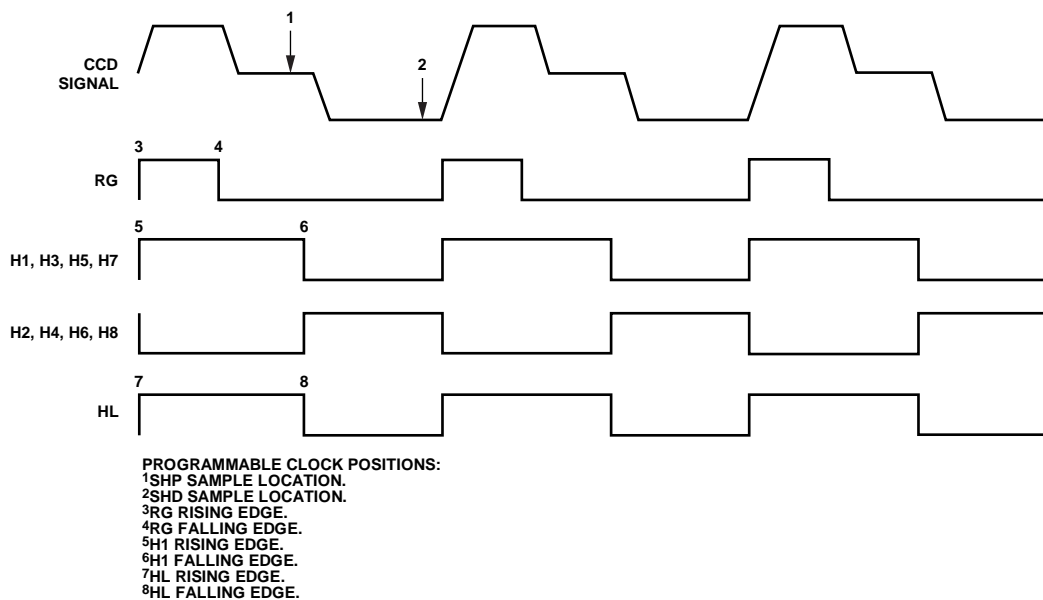 1
CCD
SIGNAL
2
3
4
RG
5
6
H1, H3, H5, H7
H2, H4, H6, H8
7
8
HL
PROGRAMMABLE CLOCK POSITIONS:
1SHP SAMPLE LOCATION.
2SHD SAMPLE LOCATION.
3RG RISING EDGE.
4RG FALLING EDGE.
5H1 RISING EDGE.
6H1 FALLING EDGE.
7HL RISING EDGE.
8HL FALLING EDGE.